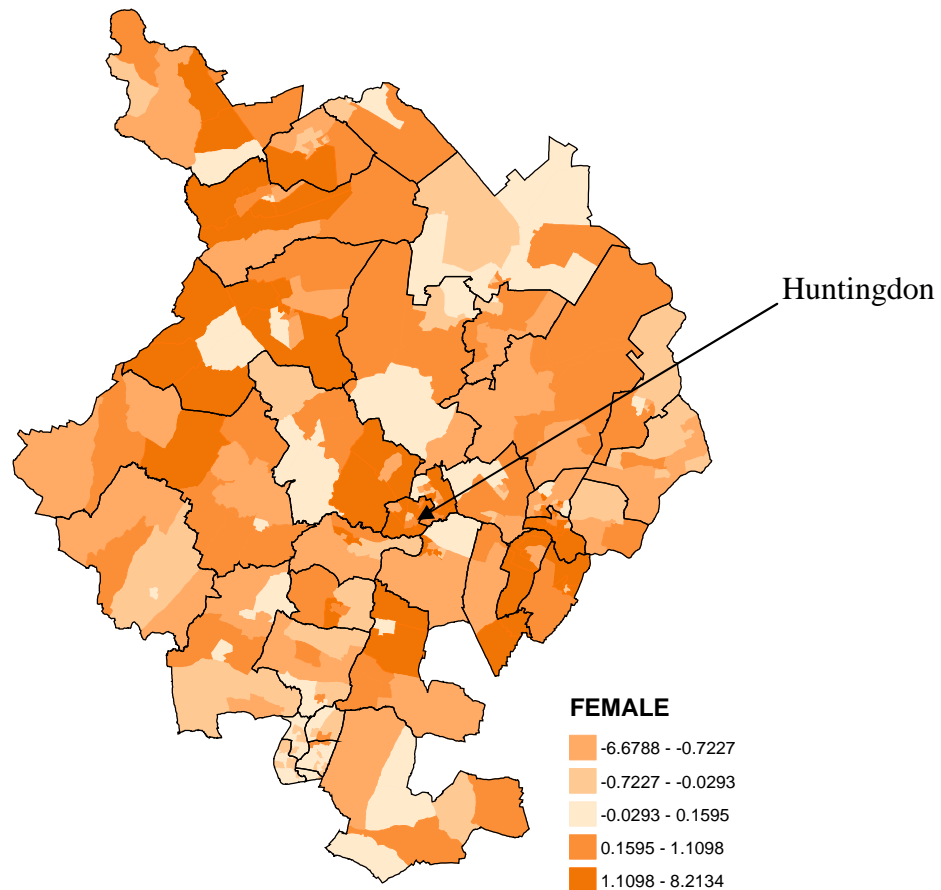 Huntingdon
FEMALE
-6.6788 - -0.7227
-0.7227 - -0.0293
-0.0293 - 0.1595
0.1595 - 1.1098
1.1098 - 8.2134